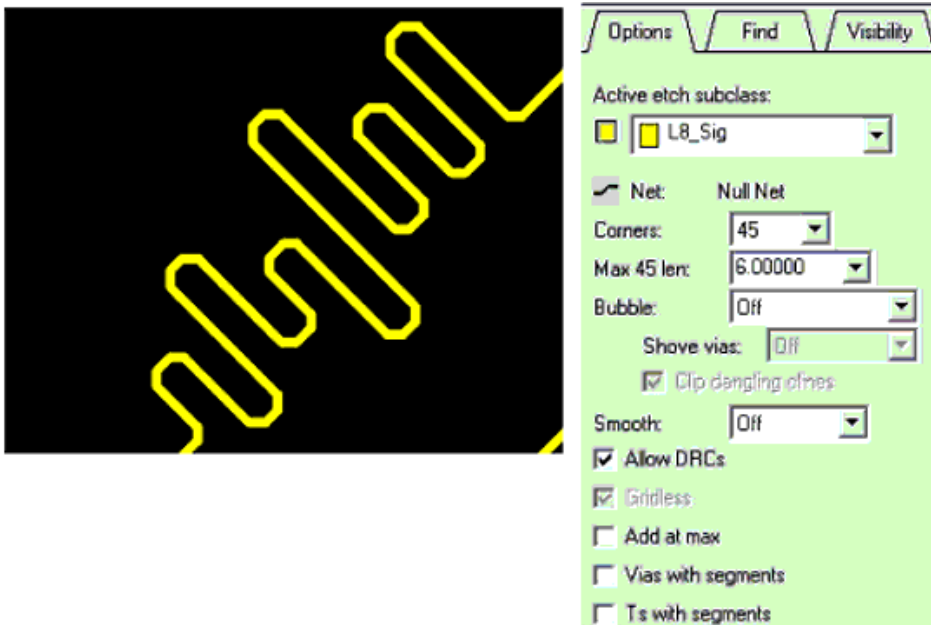 Options Find Visibility
Active etch subclass:
L8_Sig
Net: Null Net
Corners: 45
Max 45 len: 6.00000
Bubble: Off
Shove vias: Off
Clip dangling clines
Smooth: Off
Allow DRCs
Gridless
Add at max
Vias with segments
Ts with segments